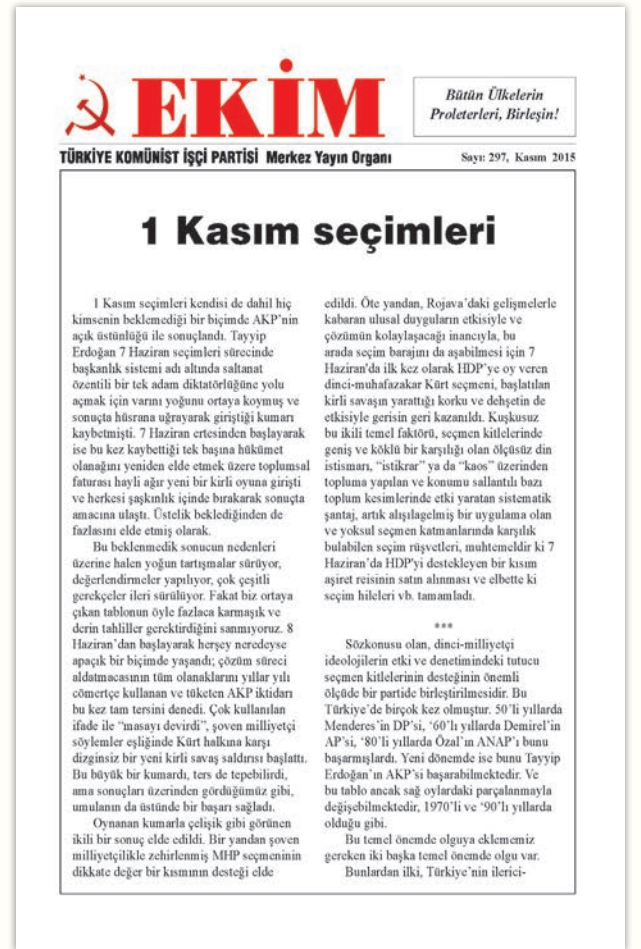 EKİM
Bütün Ülkelerin
Proleterleri, Birleşin!
TÜRKİYE KOMÜNİST İŞÇİ PARTİSİ Merkez Yayın Organı
Sayı: 297, Kasım 2015
1 Kasım seçimleri
1 Kasım seçimleri kendisi de dahil hiç
kimsenin beklemediği bir biçimde AKP’nin
açık üstünlüğü ile sonuçlandı. Tayyip
Erdoğan 7 Haziran seçimleri sürecinde
başkanlık sistemi adı altında saltanat
özentili bir tek adam diktatörlüğüne yolu
açmak için varını yoğunu ortaya koymuş ve
sonuçta hüsrana uğrayarak giriştiği kumarı
kaybetmişti. 7 Haziran ertesinden başlayarak
ise bu kez kaybettiği tek başına hükümet
olanağını yeniden elde etmek üzere toplumsal
faturası hayli ağır yeni bir kirli oyuna girişti
ve herkesi şaşkınlık içinde bırakarak sonuçta
amacına ulaştı. Üstelik beklediğinden de
fazlasını elde etmiş olarak.
Bu beklenmedik sonucun nedenleri
üzerine halen yoğun tartışmalar sürüyor,
değerlendirmeler yapılıyor, çok çeşitli
gerekçeler ileri sürülüyor. Fakat biz ortaya
çıkan tablonun öyle fazlaca karmaşık ve
derin tahliller gerektirdiğini sanmıyoruz. 8
Haziran’dan başlayarak herşey neredeyse
apaçık bir biçimde yaşandı; çözüm süreci
aldatmacasının tüm olanaklarını yıllar yılı
cömertçe kullanan ve tüketen AKP iktidarı
bu kez tam tersini denedi. Çok kullanılan
ifade ile “masayı devirdi”, şoven milliyetçi
söylemler eşliğinde Kürt halkına karşı
dizginsiz bir yeni kirli savaş saldırısı başlattı.
Bu büyük bir kumardı, ters de tepebilirdi,
ama sonuçları üzerinden gördüğümüz gibi,
umulanın da üstünde bir başarı sağladı.
Oynanan kumarla çelişik gibi görünen
ikili bir sonuç elde edildi. Bir yandan şoven
milliyetçilikle zehirlenmiş MHP seçmeninin
dikkate değer bir kısmının desteği elde
edildi. Öte yandan, Rojava’daki gelişmelerle
kabaran ulusal duyguların etkisiyle ve
çözümün kolaylaşacağı inancıyla, bu
arada seçim barajını da aşabilmesi için 7
Haziran'da ilk kez olarak HDP’ye oy veren
dinci-muhafazakar Kürt seçmeni, başlatılan
kirli savaşın yarattığı korku ve dehşetin de
etkisiyle gerisin geri kazanıldı. Kuşkusuz
bu ikili temel faktörü, seçmen kitlelerinde
geniş ve köklü bir karşılığı olan ölçüsüz din
istismarı, “istikrar” ya da “kaos” üzerinden
topluma yapılan ve konumu sallantılı bazı
toplum kesimlerinde etki yaratan sistematik
şantaj, artık alışılagelmiş bir uygulama olan
ve yoksul seçmen katmanlarında karşılık
bulabilen seçim rüşvetleri, muhtemeldir ki 7
Haziran’da HDP'yi destekleyen bir kısım
aşiret reisinin satın alınması ve elbette ki
seçim hileleri vb. tamamladı.
***
Sözkonusu olan, dinci-milliyetçi
ideolojilerin etki ve denetimindeki tutucu
seçmen kitlelerinin desteğinin önemli
ölçüde bir partide birleştirilmesidir. Bu
Türkiye’de birçok kez olmuştur. 50’li yıllarda
Menderes’in DP’si, ‘60’lı yıllarda Demirel’in
AP’si, ‘80’li yıllarda Özal’ın ANAP’ı bunu
başarmışlardı. Yeni dönemde ise bunu Tayyip
Erdoğan’ın AKP’si başarabilmektedir. Ve
bu tablo ancak sağ oylardaki parçalanmayla
değişebilmektedir, 1970’li ve ‘90’lı yıllarda
olduğu gibi.
Bu temel önemde olguya eklememiz
gereken iki başka temel önemde olgu var.
Bunlardan ilki, Türkiye’nin ilerici-